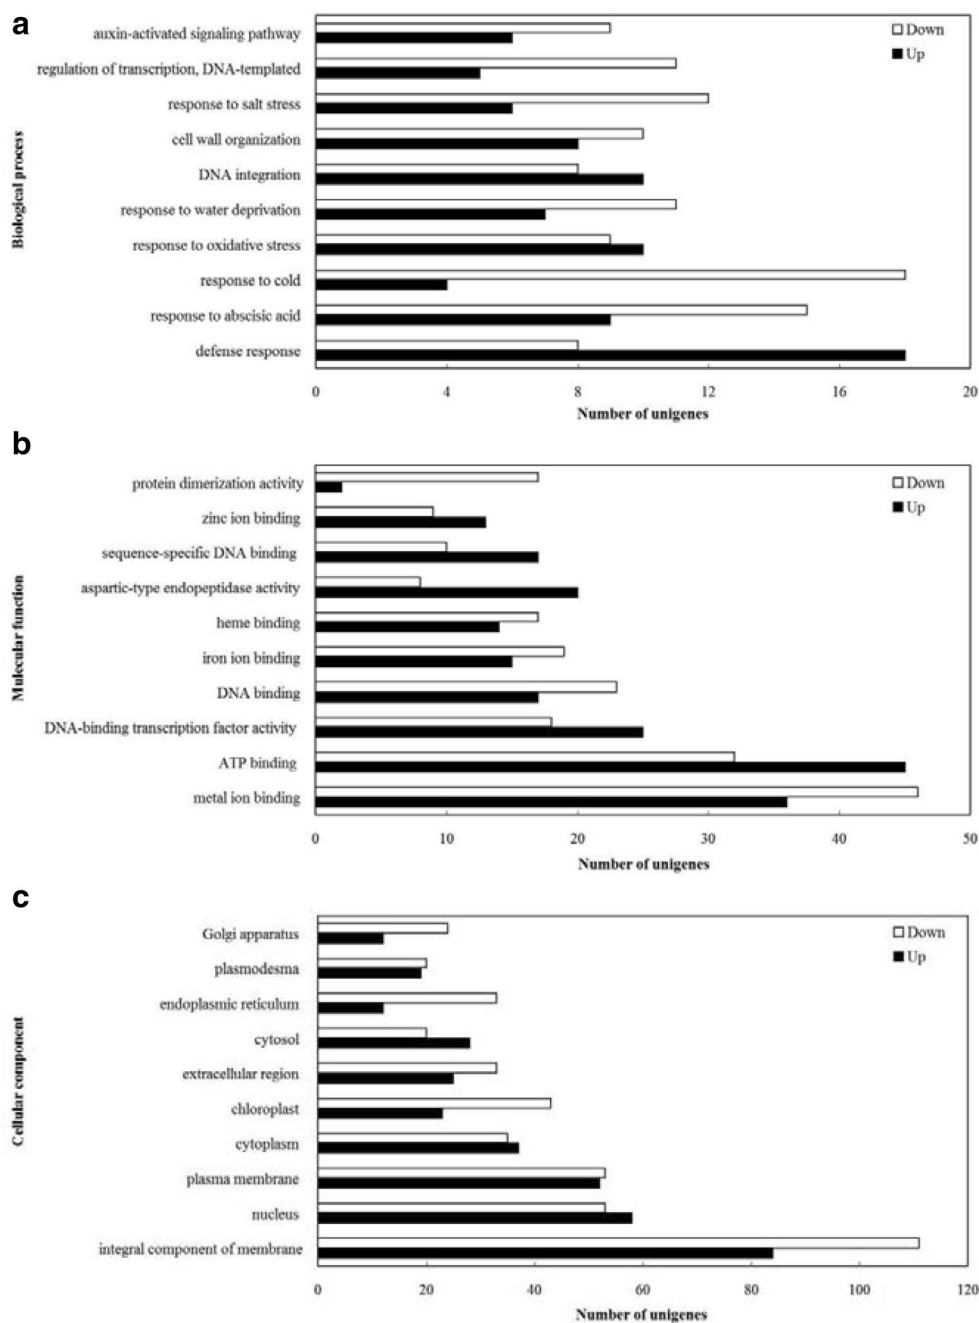 a
Down
Up
auxin-activated signaling pathway
regulation of transcription, DNA-templated
response to salt stress
cell wall organization
DNA integration
response to water deprivation
response to oxidative stress
response to cold
response to abscisic acid
defense response
Biological process
0 4 8 12 16 20
Number of unigenes
b
Down
Up
protein dimerization activity
zinc ion binding
sequence-specific DNA binding
aspartic-type endopeptidase activity
heme binding
iron ion binding
DNA binding
DNA-binding transcription factor activity
ATP binding
metal ion binding
Mulecular function
0 10 20 30 40 50
Number of unigenes
c
Down
Up
Golgi apparatus
plasmodesma
endoplasmic reticulum
cytosol
extracellular region
chloroplast
cytoplasm
plasma membrane
nucleus
integral component of membrane
Cellular component
0 20 40 60 80 100 120
Number of unigenes